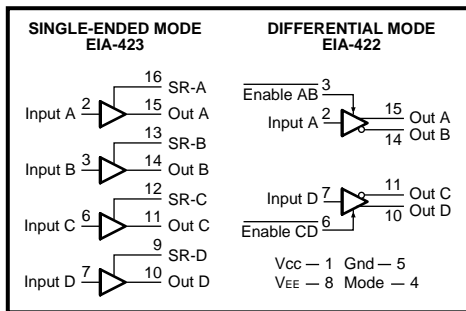 SINGLE-ENDED MODE
EIA-423
16
SR-A
Input A 2
15 Out A
13
SR-B
Input B 3
14 Out B
12
SR-C
Input C 6
11 Out C
9
SR-D
Input D 7
10 Out D
DIFFERENTIAL MODE
EIA-422
3
Enable AB
Input A 2
15 Out A
14 Out B
Input D 7
11 Out C
10 Out D
6
Enable CD
Vcc — 1 Gnd — 5
VEE — 8 Mode — 4